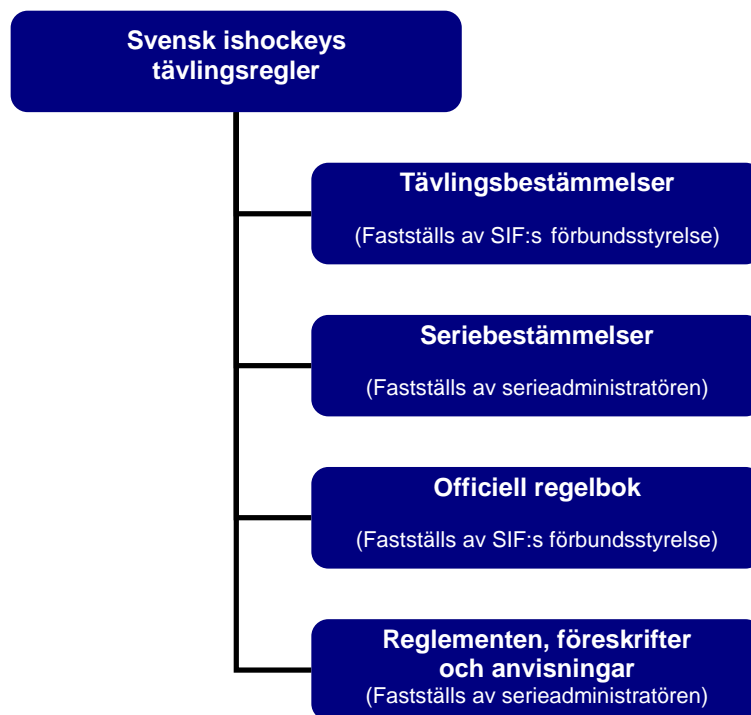 Svensk ishockeys
tävlingsregler
Tävlingsbestämmelser
(Fastställs av SIF:s förbundsstyrelse)
Seriebestämmelser
(Fastställs av serieadministratören)
Officiell regelbok
(Fastställs av SIF:s förbundsstyrelse)
Reglementen, föreskrifter
och anvisningar
(Fastställs av serieadministratören)